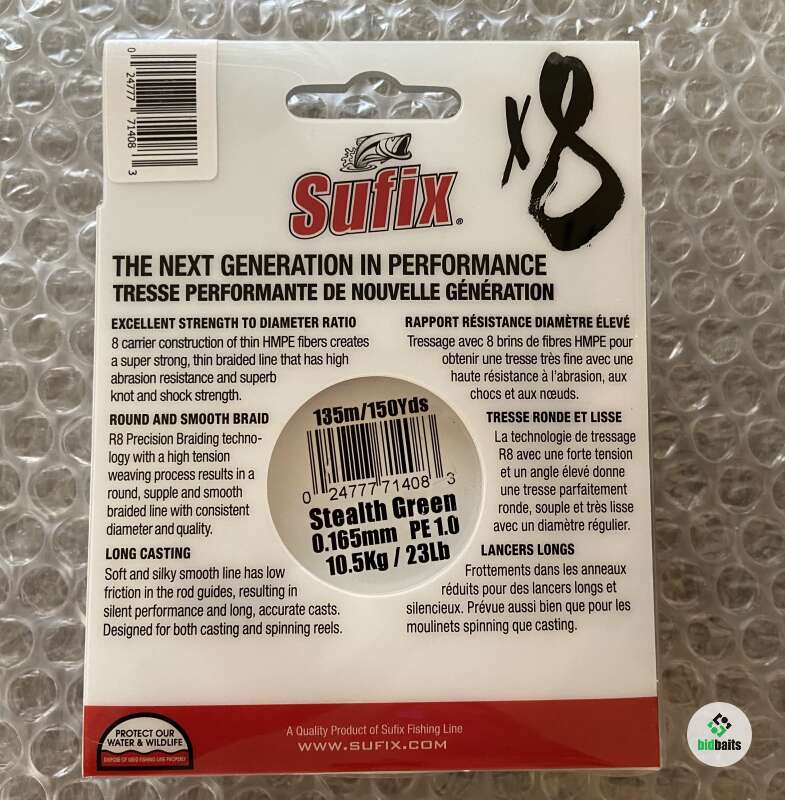 0 24777 71408 3
x8
Sufix®
THE NEXT GENERATION IN PERFORMANCE
TRESSE PERFORMANTE DE NOUVELLE GÉNÉRATION
EXCELLENT STRENGTH TO DIAMETER RATIO
8 carrier construction of thin HMPE fibers creates
a super strong, thin braided line that has high
abrasion resistance and superb
knot and shock strength.
ROUND AND SMOOTH BRAID
R8 Precision Braiding techno-
logy with a high tension
weaving process results in a
round, supple and smooth
braided line with consistent
diameter and quality.
LONG CASTING
Soft and silky smooth line has low
friction in the rod guides, resulting in
silent performance and long, accurate casts.
Designed for both casting and spinning reels.
RAPPORT RÉSISTANCE DIAMÈTRE ÉLEVÉ
Tressage avec 8 brins de fibres HMPE pour
obtenir une tresse très fine avec une
haute résistance à l'abrasion, aux
chocs et aux nœuds.
TRESSE RONDE ET LISSE
La technologie de tressage
R8 avec une forte tension
et un angle élevé donne
une tresse parfaitement
ronde, souple et très lisse
avec un diamètre régulier.
LANCERS LONGS
Frottements dans les anneaux
réduits pour des lancers longs et
silencieux. Prévue aussi bien que pour les
moulinets spinning que casting.
135m/150Yds
0 24777 71408 3
Stealth Green
0.165mm PE 1.0
10.5Kg / 23Lb
PROTECT OUR
WATER & WILDLIFE
DISPOSE OF USED FISHING LINE PROPERLY
A Quality Product of Sufix Fishing Line
WWW.SUFIX.COM
bidbaits